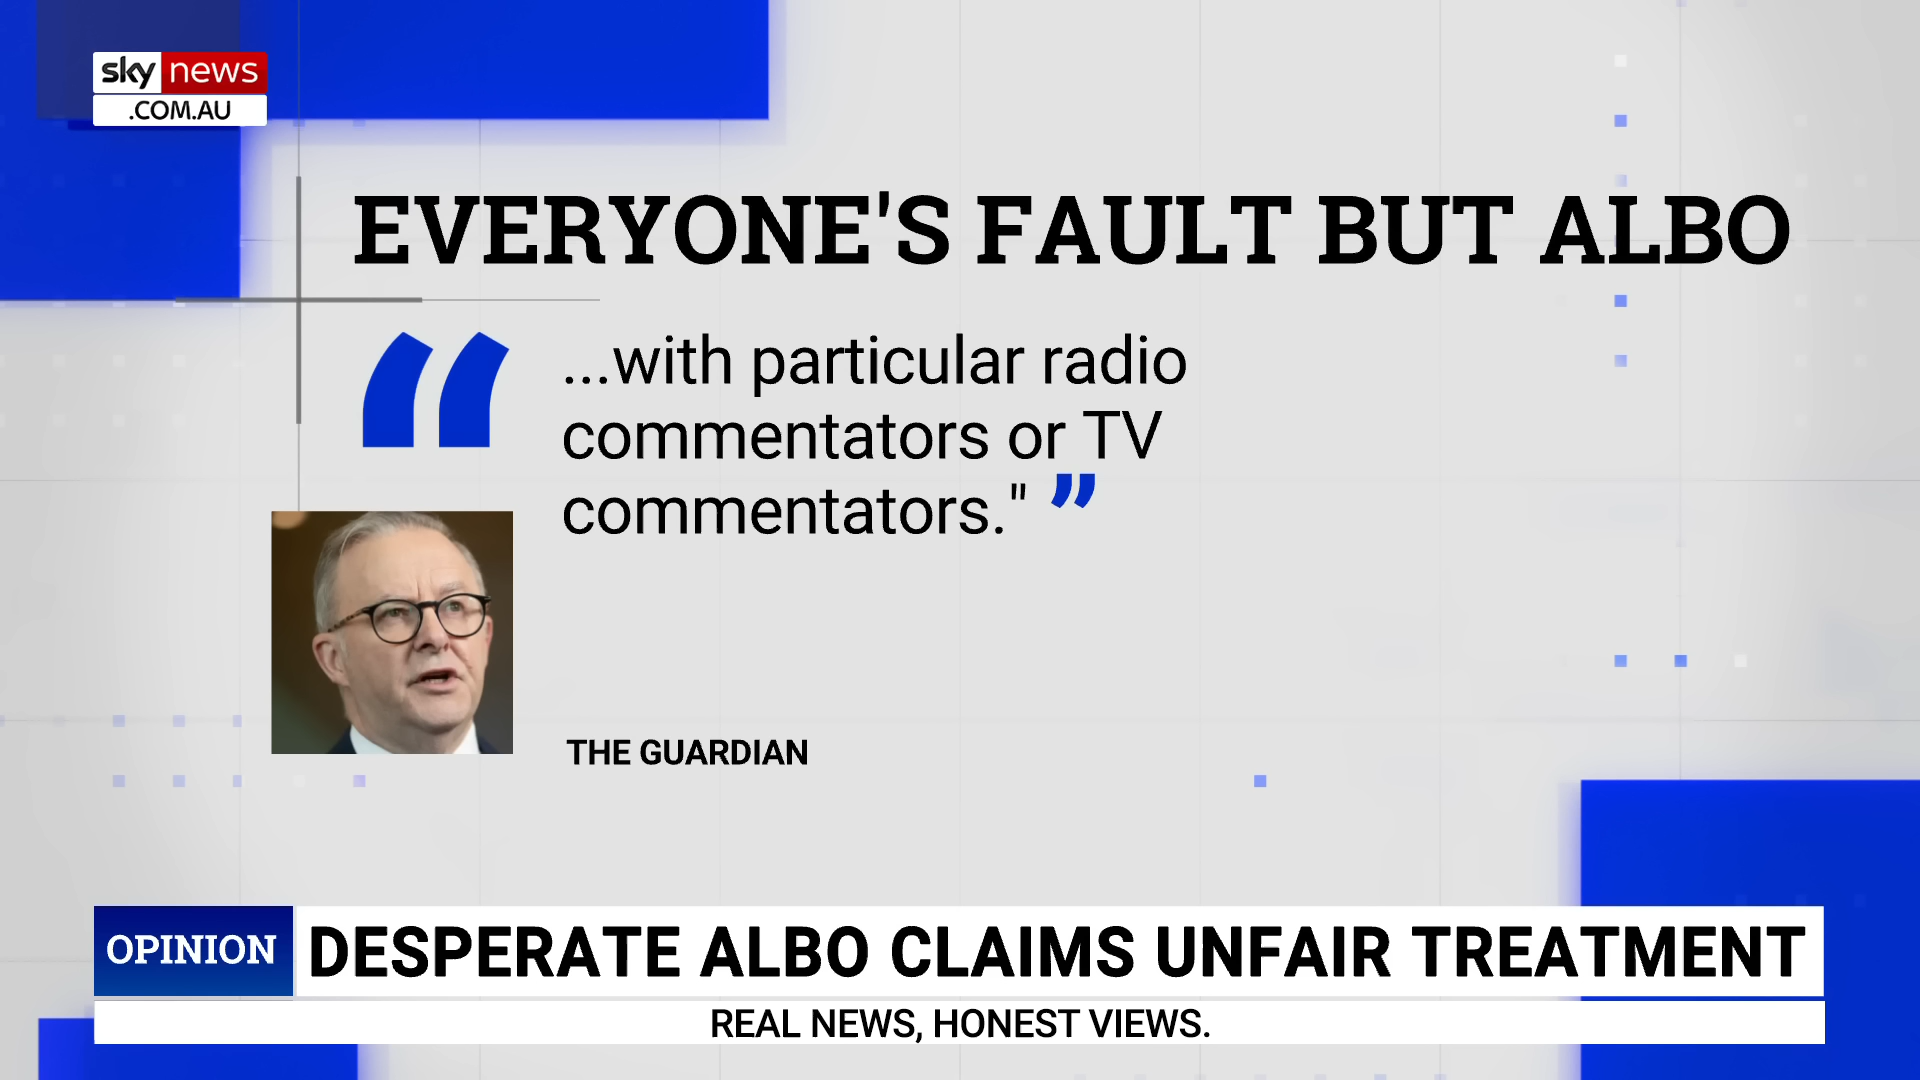 sky news
.COM.AU
EVERYONE'S FAULT BUT ALBO
“ ...with particular radio
commentators or TV
commentators." ”
THE GUARDIAN
OPINION DESPERATE ALBO CLAIMS UNFAIR TREATMENT
REAL NEWS, HONEST VIEWS.